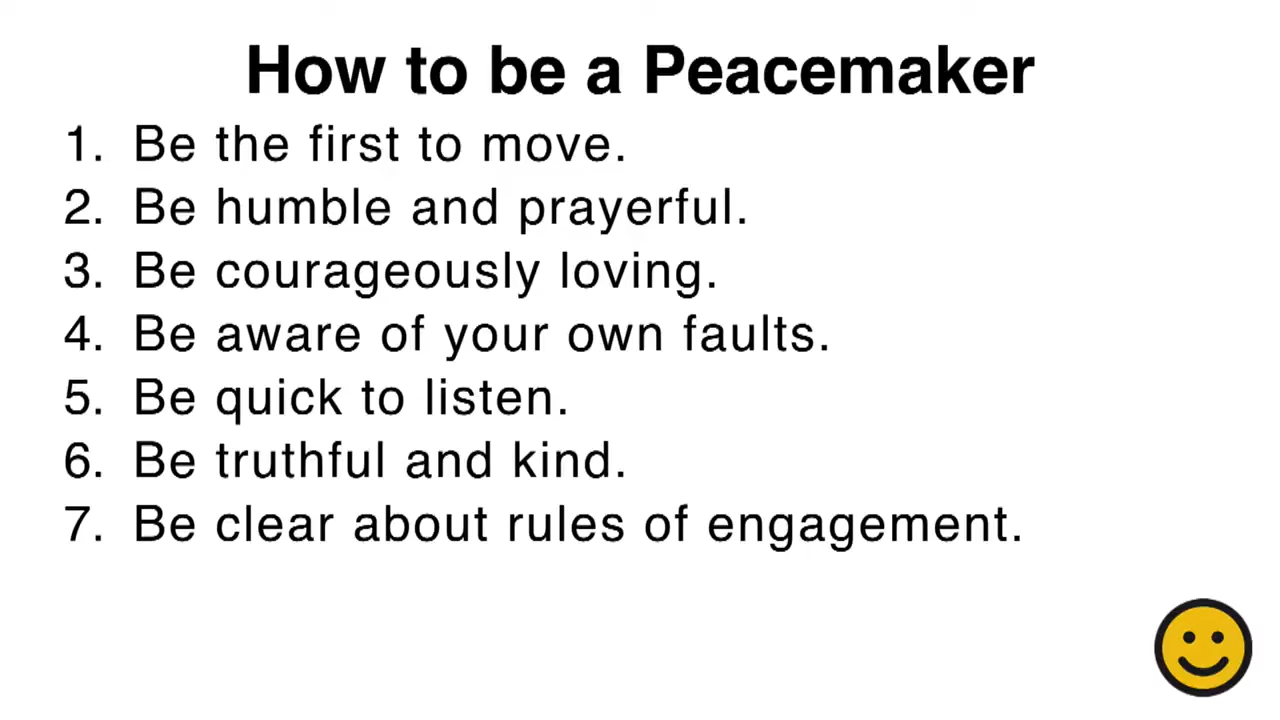 How to be a Peacemaker
1. Be the first to move.
2. Be humble and prayerful.
3. Be courageously loving.
4. Be aware of your own faults.
5. Be quick to listen.
6. Be truthful and kind.
7. Be clear about rules of engagement.